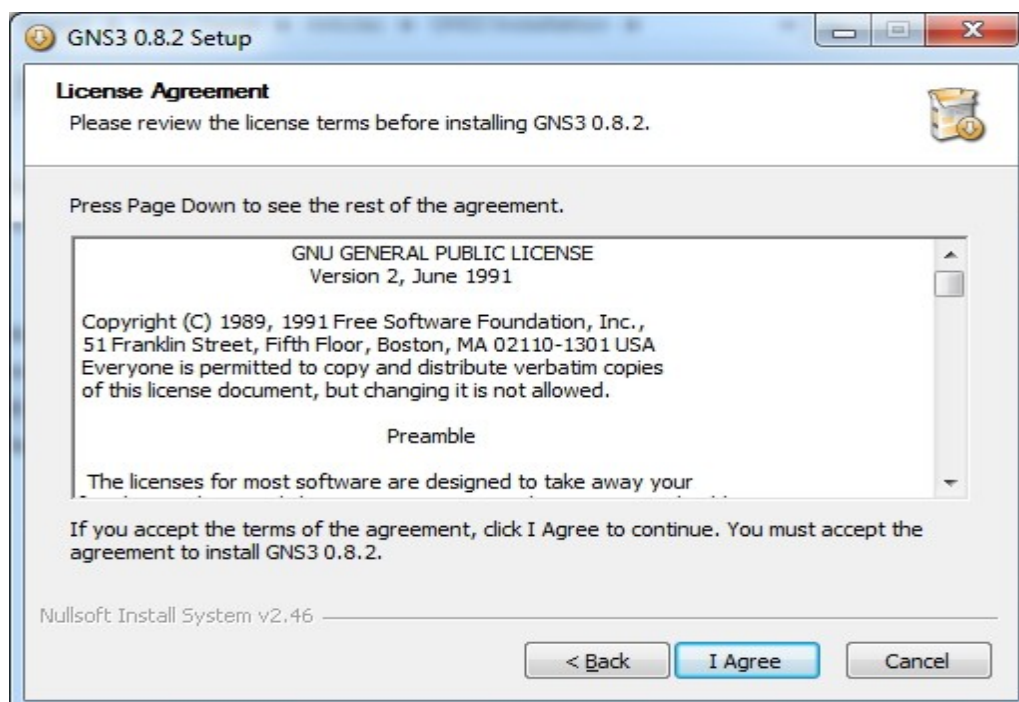 GNS3 0.8.2 Setup
License Agreement
Please review the license terms before installing GNS3 0.8.2.
Press Page Down to see the rest of the agreement.
GNU GENERAL PUBLIC LICENSE
Version 2, June 1991
Copyright (C) 1989, 1991 Free Software Foundation, Inc.,
51 Franklin Street, Fifth Floor, Boston, MA 02110-1301 USA
Everyone is permitted to copy and distribute verbatim copies
of this license document, but changing it is not allowed.
Preamble
The licenses for most software are designed to take away your
If you accept the terms of the agreement, click I Agree to continue. You must accept the
agreement to install GNS3 0.8.2.
Nullsoft Install System v2.46
< Back
I Agree
Cancel